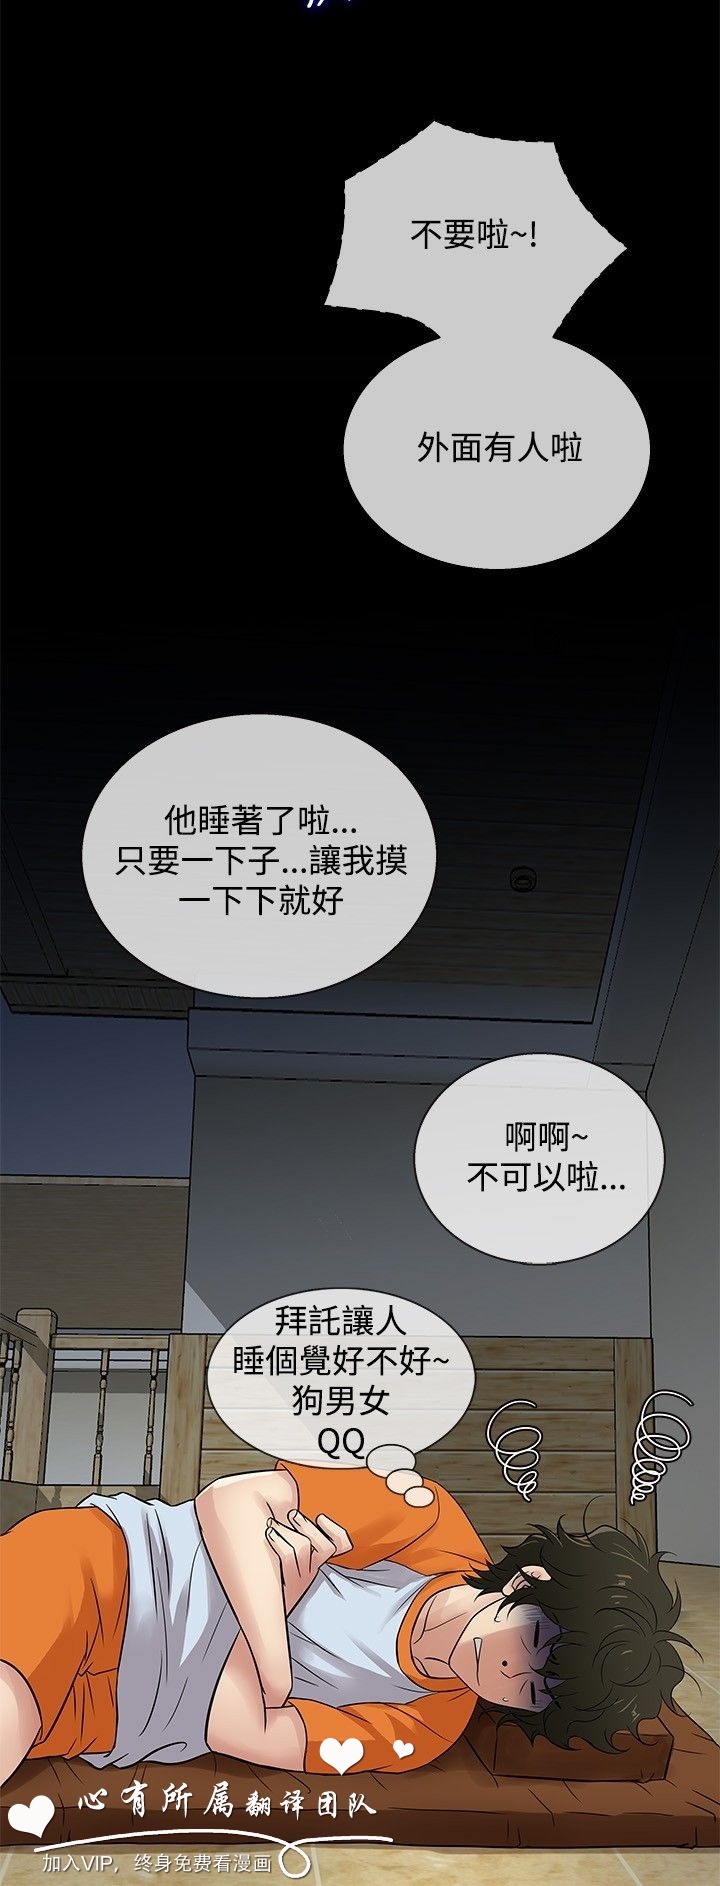 不要啦~!
外面有人啦
他睡著了啦...
只要一下子...讓我摸
一下下就好
啊啊~
不可以啦...
拜託讓人
睡個覺好不好~
狗男女
QQ
心有所属翻译团队
加入VIP，终身免费看漫画